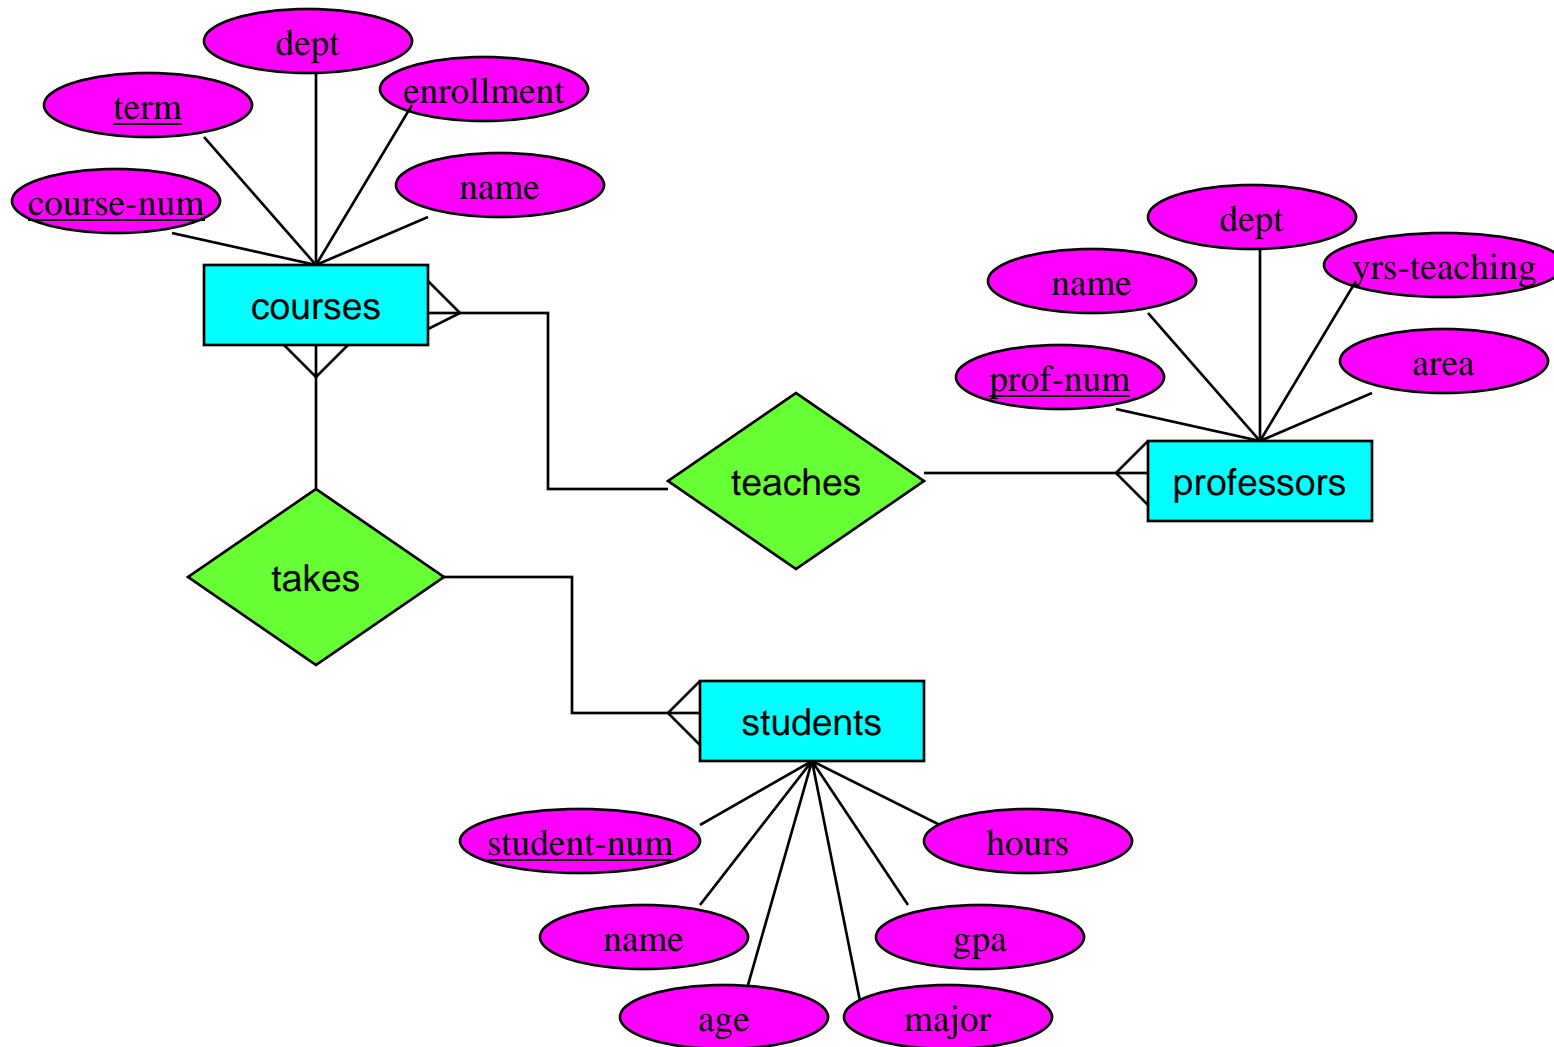 dept
enrollment
term
name
course-num
courses
dept
yrs-teaching
name
area
prof-num
professors
teaches
takes
students
student-num
hours
name
gpa
age
major